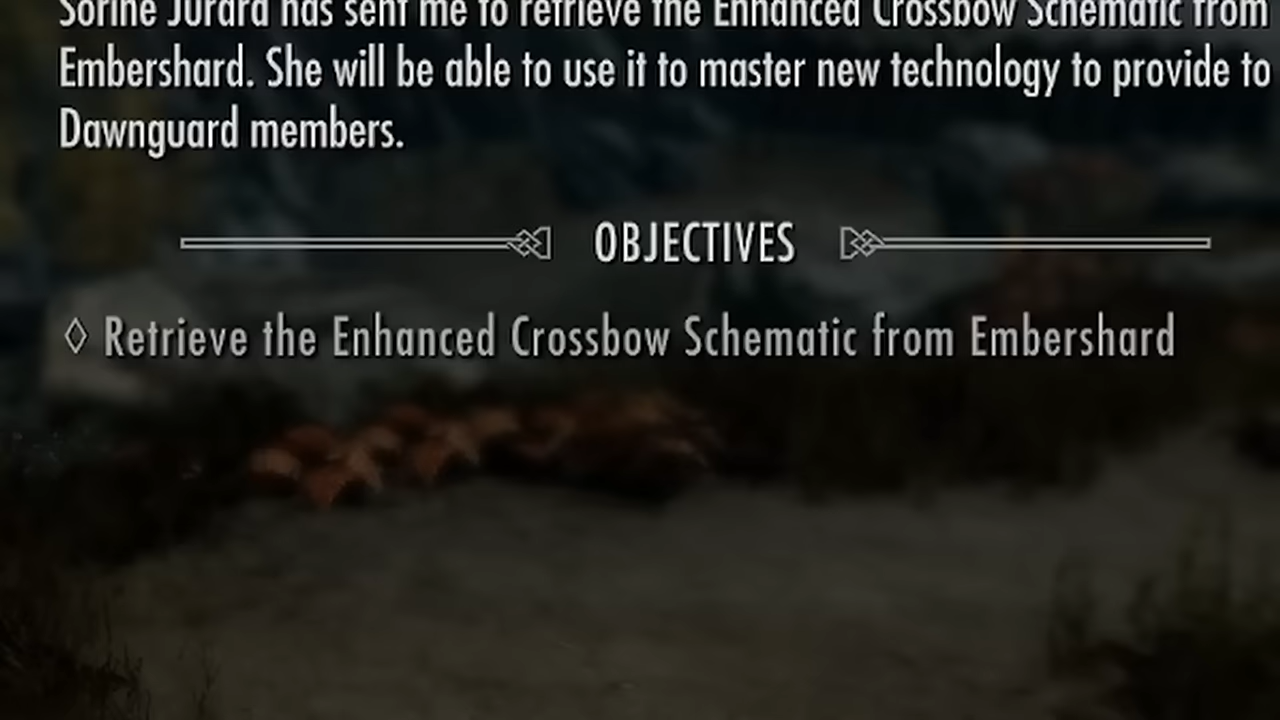 Sorine Jurard has sent me to retrieve the Enhanced Crossbow Schematic from
Embershard. She will be able to use it to master new technology to provide to
Dawnguard members.
OBJECTIVES
Retrieve the Enhanced Crossbow Schematic from Embershard